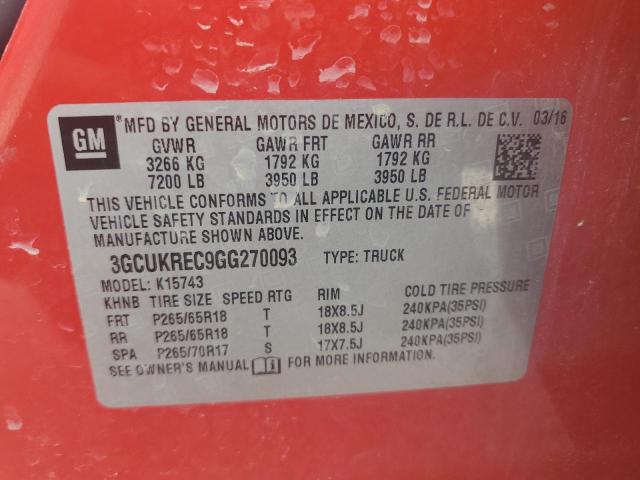 GM ® MFD BY GENERAL MOTORS DE MEXICO, S. DE R.L. DE C.V. 03/16
GVWR GAWR FRT GAWR RR
3266 KG 1792 KG 1792 KG
7200 LB 3950 LB 3950 LB
THIS VEHICLE CONFORMS TO ALL APPLICABLE U.S. FEDERAL MOTOR
VEHICLE SAFETY STANDARDS IN EFFECT ON THE DATE OF
MANUFACTURE SHOWN ABOVE.
3GCUKREC9GG270093 TYPE: TRUCK
MODEL: K15743
KHNB TIRE SIZE SPEED RTG RIM COLD TIRE PRESSURE
FRT P265/65R18 T 18X8.5J 240KPA(35PSI)
RR P265/65R18 T 18X8.5J 240KPA(35PSI)
SPA P265/70R17 S 17X7.5J 240KPA(35PSI)
SEE OWNER'S MANUAL FOR MORE INFORMATION.